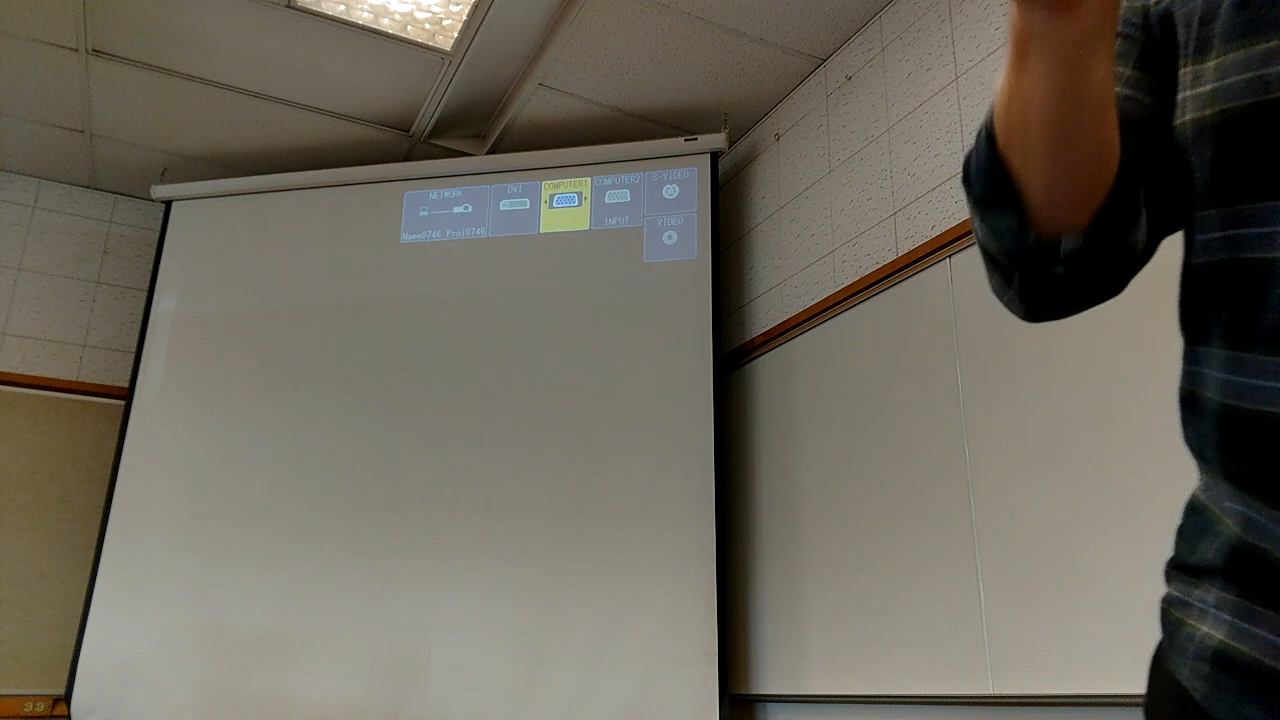 NETWORK
Name0746 Proj0746
DVI
COMPUTER1
COMPUTER2
INPUT
S-VIDEO
VIDEO
33